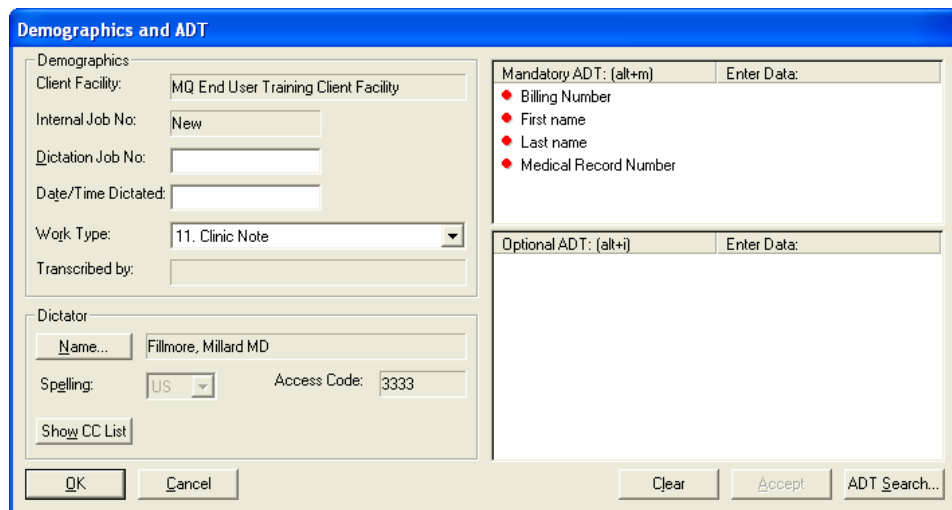 Demographics and ADT
Demographics
Client Facility: MQ End User Training Client Facility
Internal Job No: New
Dictation Job No:
Date/Time Dictated:
Work Type: 11. Clinic Note
Transcribed by:
Dictator
Name... Fillmore, Millard MD
Spelling: US Access Code: 3333
Show CC List
Mandatory ADT: (alt+m) Enter Data:
Billing Number
First name
Last name
Medical Record Number
Optional ADT: (alt+i) Enter Data:
OK Cancel Clear Accept ADT Search...